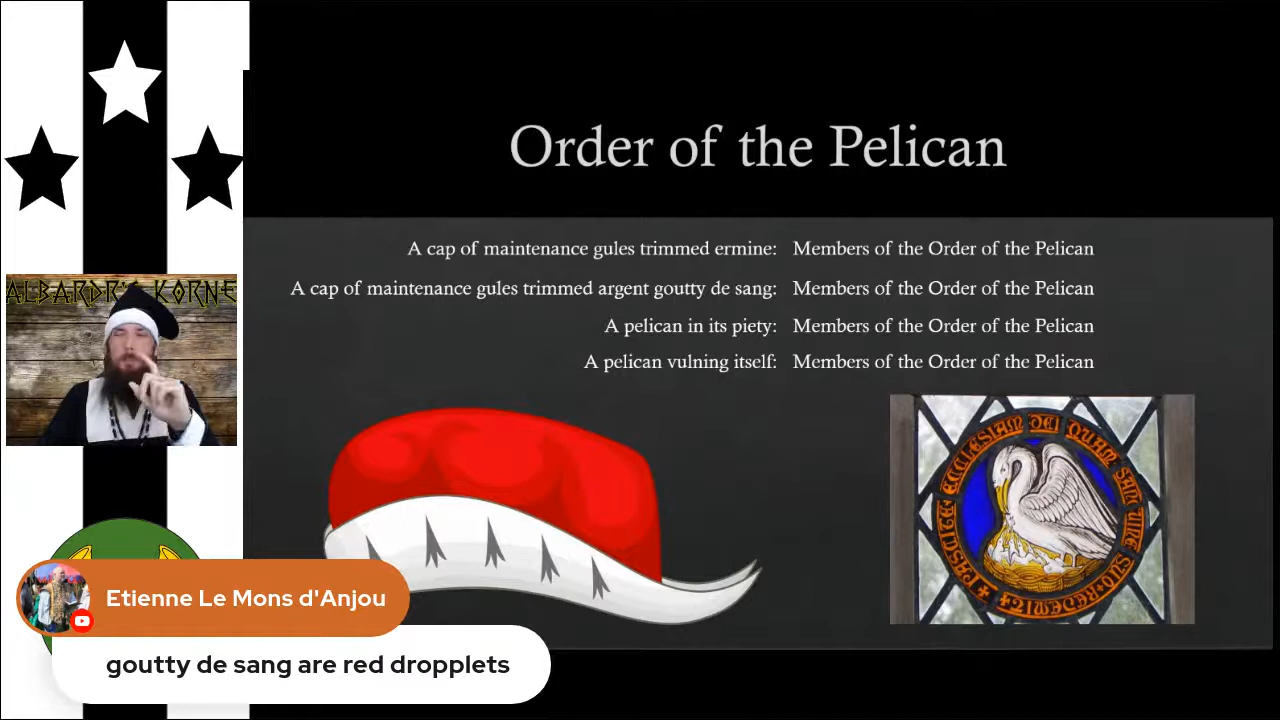 Order of the Pelican
A cap of maintenance gules trimmed ermine: Members of the Order of the Pelican
A cap of maintenance gules trimmed argent goutty de sang: Members of the Order of the Pelican
A pelican in its piety: Members of the Order of the Pelican
A pelican vulning itself: Members of the Order of the Pelican
ECCLESIAM DEI QUAM
Etienne Le Mons d'Anjou
goutty de sang are red dropplets